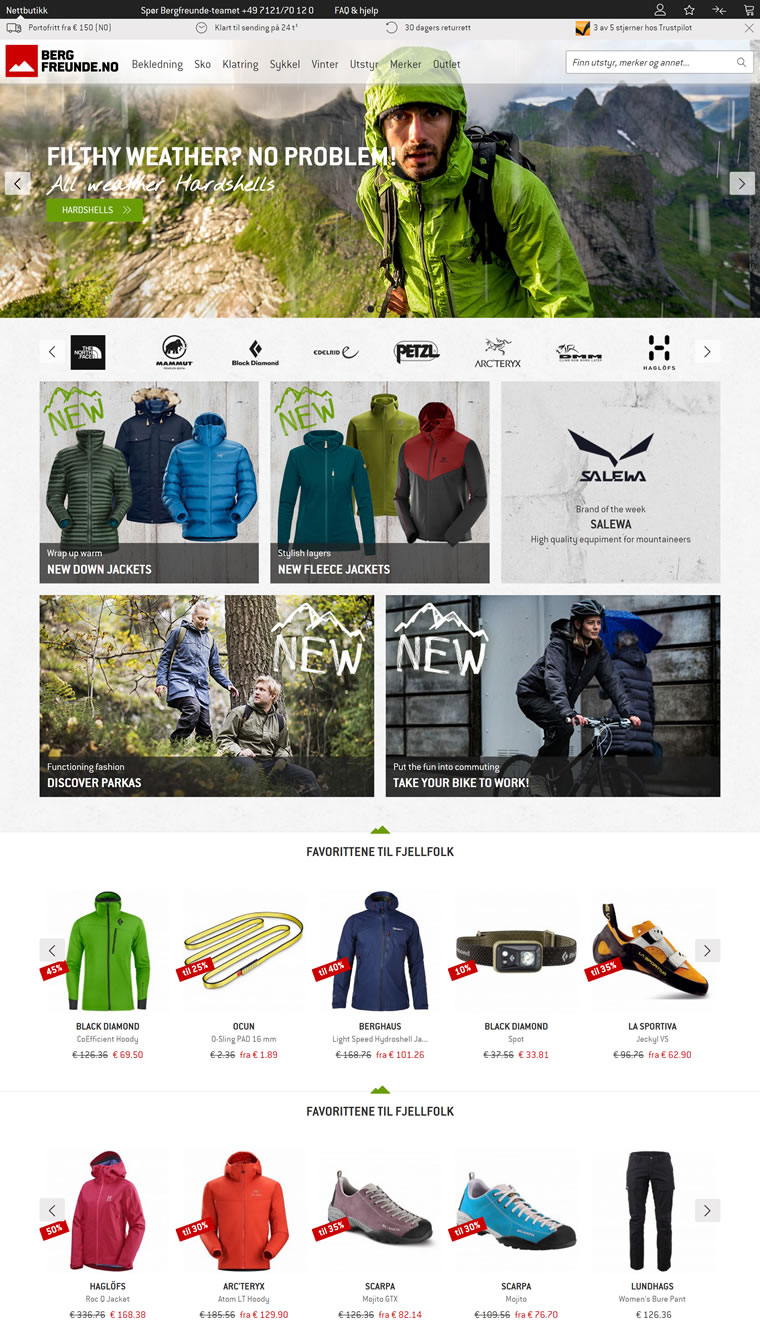 Nettbutikk
Spør Bergfreunde-teamet +49 7121/70 12 0
FAQ & hjelp
Portofritt fra € 150 (NO)
Klart til sending på 24 t¹
30 dagers returrett
3 av 5 stjerner hos Trustpilot
BERG
FREUNDE.NO
Bekledning Sko Klatring Sykkel Vinter Utstyr Merker Outlet
Finn utstyr, merker og annet...
FILTHY WEATHER? NO PROBLEM!
All weather Hardshells
HARDSHELLS
THE NORTH FACE
MAMMUT
Black Diamond
EDELRID
PETZL
ARC'TERYX
DMM
HAGLÖFS
NEW
Wrap up warm
NEW DOWN JACKETS
NEW
Stylish layers
NEW FLEECE JACKETS
SALEWA
Brand of the week
SALEWA
High quality equipment for mountaineers
NEW
Functioning fashion
DISCOVER PARKAS
NEW
Put the fun into commuting
TAKE YOUR BIKE TO WORK!
FAVORITTENE TIL FJELLFOLK
45%
BLACK DIAMOND
CoEfficient Hoody
€ 126.36 € 69.50
til 25%
OCUN
O-Sling PAD 16 mm
€ 2.36 fra € 1.89
til 40%
BERGHAUS
Light Speed Hydroshell Ja...
€ 168.76 fra € 101.26
10%
BLACK DIAMOND
Spot
€ 37.56 € 33.81
LA SPORTIVA
til 35%
LA SPORTIVA
Jeckyl VS
€ 96.76 fra € 62.90
FAVORITTENE TIL FJELLFOLK
50%
HAGLÖFS
Roc Q Jacket
€ 336.76 € 168.38
til 30%
ARC'TERYX
Atom LT Hoody
€ 185.56 fra € 129.90
til 35%
SCARPA
Mojito GTX
€ 126.36 fra € 82.14
til 30%
SCARPA
Mojito
€ 109.56 fra € 76.70
LUNDHAGS
Women's Bure Pant
€ 126.36